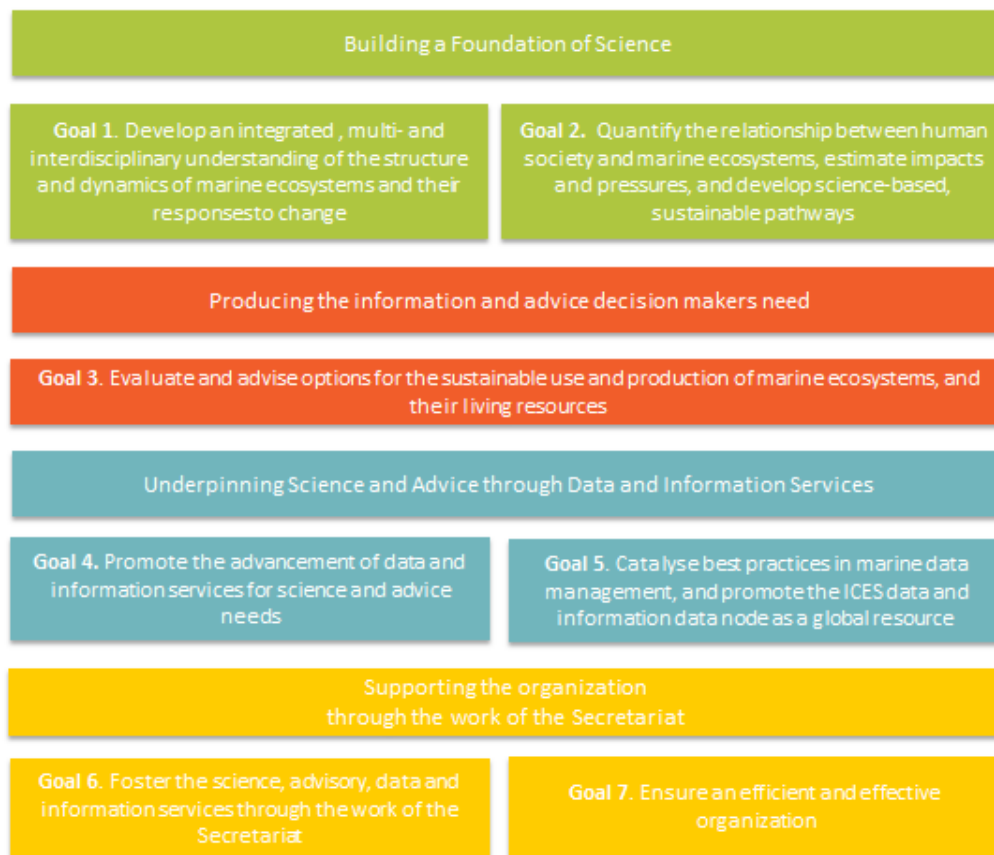 Building a Foundation of Science
Goal 1. Develop an integrated , multi- and
interdisciplinary understanding of the structure
and dynamics of marine ecosystems and their
responsesto change
Goal 2. Quantify the relationship between human
society and marine ecosystems, estimate impacts
and pressures, and develop science-based,
sustainable pathways
Producing the information and advice decision makers need
Goal 3. Evaluate and advise options for the sustainable use and production of marine ecosystems, and
their living resources
Underpinning Science and Advice through Data and Information Services
Goal 4. Promote the advancement of data and
information services for science and advice
needs
Goal 5. Catalyse best practices in marine data
management, and promote the ICES data and
information data node as a global resource
Supporting the organization
through the work of the Secretariat
Goal 6. Foster the science, advisory, data and
information services through the work of the
Secretariat
Goal 7. Ensure an efficient and effective
organization